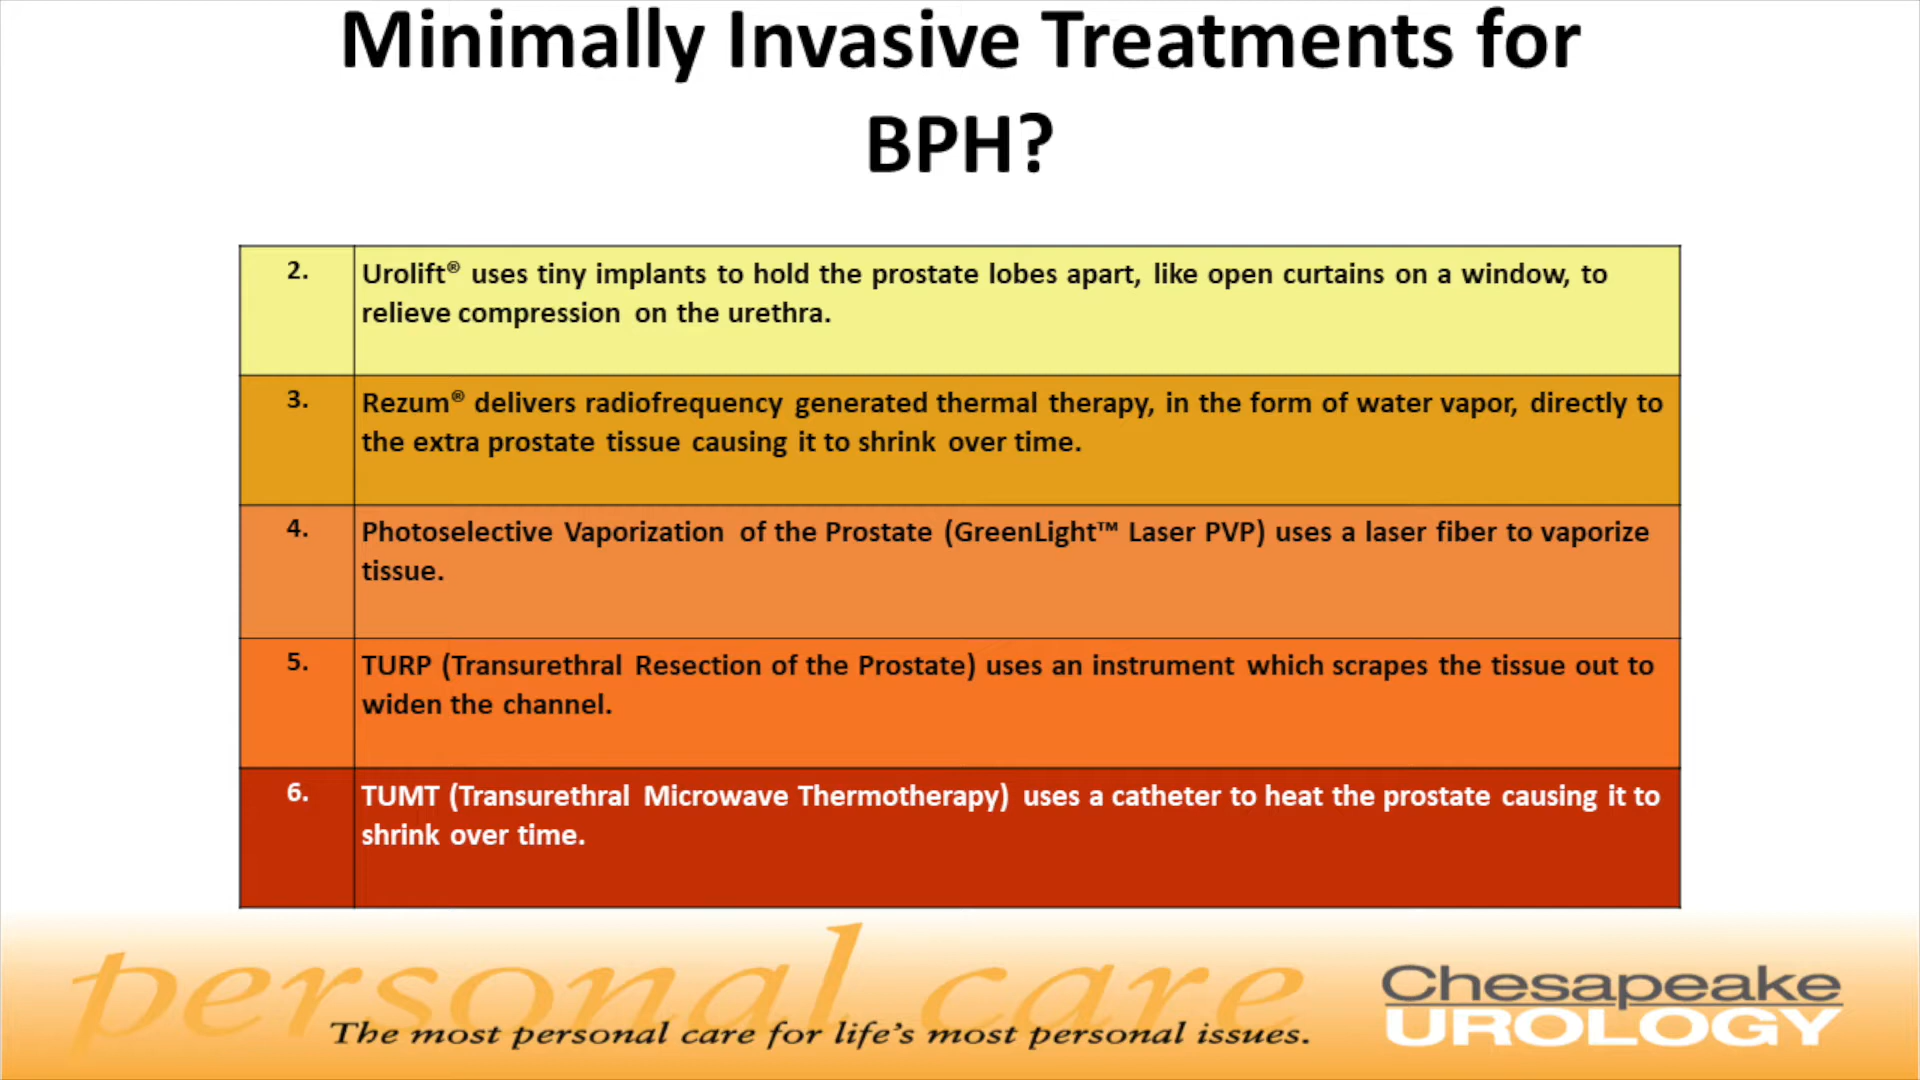 Minimally Invasive Treatments for
BPH?
2. Urolift® uses tiny implants to hold the prostate lobes apart, like open curtains on a window, to
relieve compression on the urethra.
3. Rezum® delivers radiofrequency generated thermal therapy, in the form of water vapor, directly to
the extra prostate tissue causing it to shrink over time.
4. Photoselective Vaporization of the Prostate (GreenLight™ Laser PVP) uses a laser fiber to vaporize
tissue.
5. TURP (Transurethral Resection of the Prostate) uses an instrument which scrapes the tissue out to
widen the channel.
6. TUMT (Transurethral Microwave Thermotherapy) uses a catheter to heat the prostate causing it to
shrink over time.
personal care
The most personal care for life's most personal issues.
Chesapeake
UROLOGY